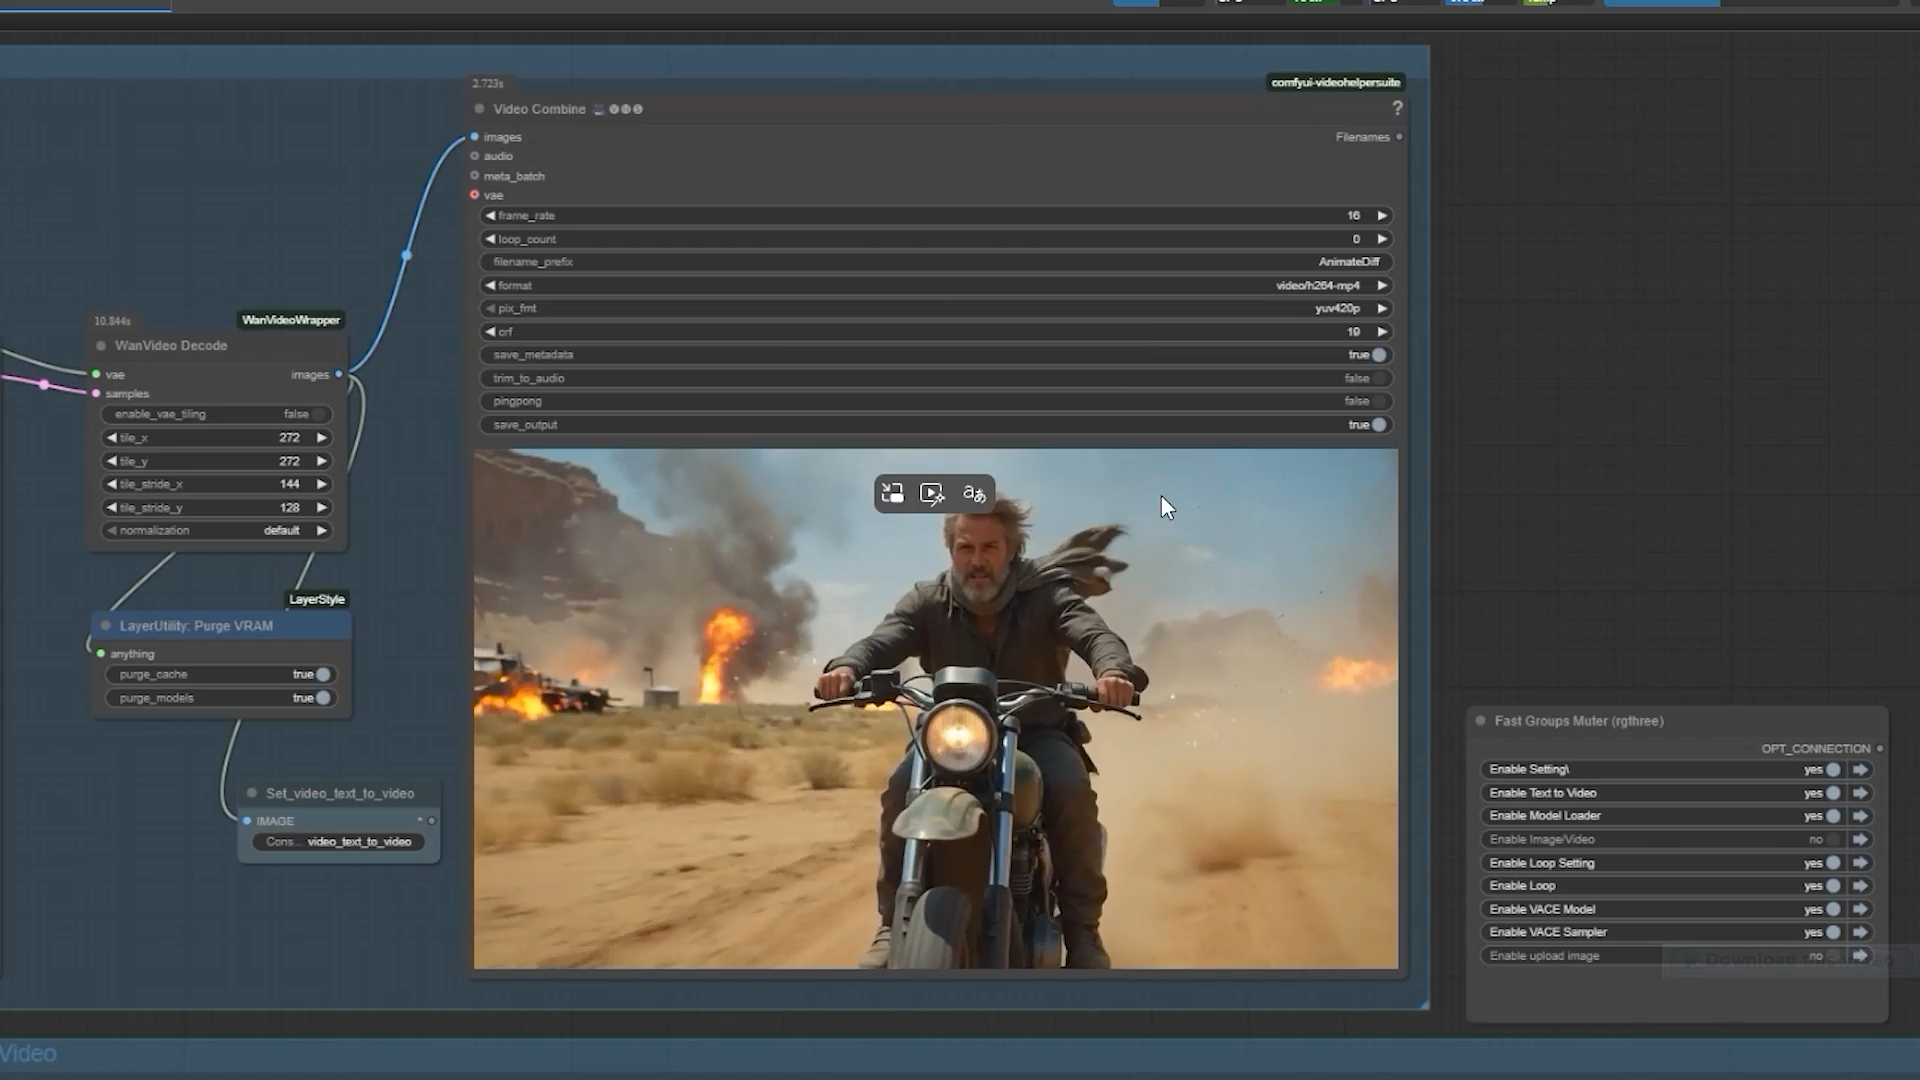 2.723s
comfyui-videohelpersuite
Video Combine
?
images
Filenames
audio
meta_batch
vae
frame_rate 16
loop_count 0
filename_prefix AnimateDiff
format video/h264-mp4
pix_fmt yuv420p
crf 19
save_metadata true
trim_to_audio false
pingpong false
save_output true
10.844s
WanVideoWrapper
WanVideo Decode
vae
images
samples
enable_vae_tiling false
tile_x 272
tile_y 272
tile_stride_x 144
tile_stride_y 128
normalization default
LayerStyle
LayerUtility: Purge VRAM
anything
purge_cache true
purge_models true
Set_video_text_to_video
IMAGE
Cons... video_text_to_video
aあ
Fast Groups Muter (rgthree)
OPT_CONNECTION
Enable Setting\ yes
Enable Text to Video yes
Enable Model Loader yes
Enable Image/Video no
Enable Loop Setting yes
Enable Loop yes
Enable VACE Model yes
Enable VACE Sampler yes
Enable upload image no
Download
Video